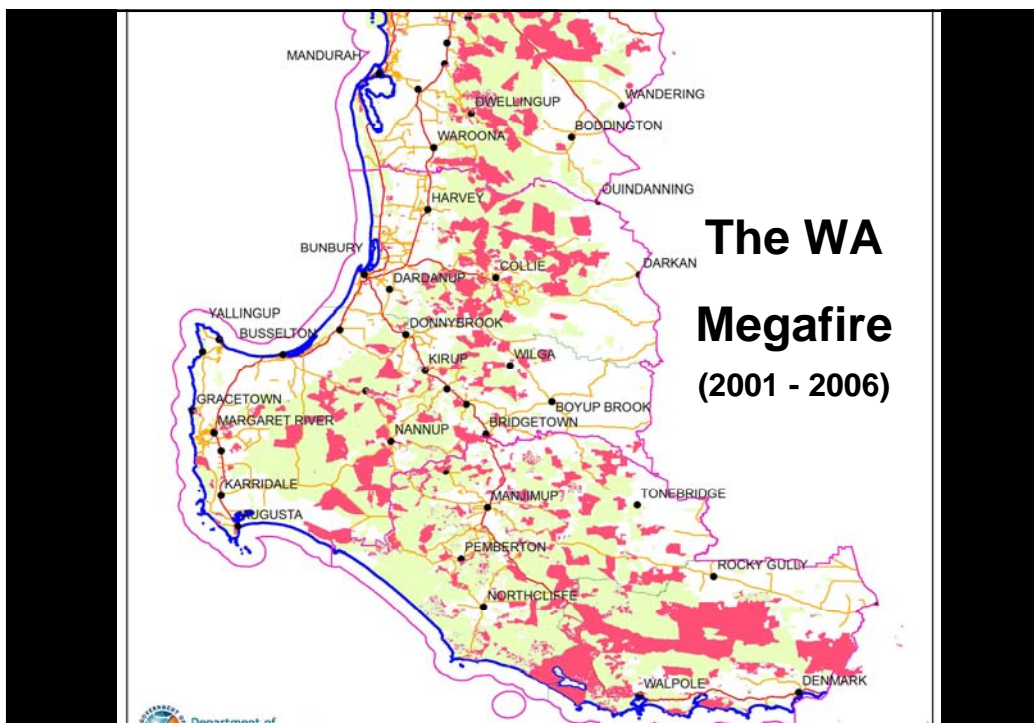 MANDURAH
WANDERING
DWELLINGUP
BODDINGTON
WAROONA
QUINDANNING
HARVEY
The WA
BUNBURY
COLLIE
DARKAN
DARDANUP
Megafire
YALLINGUP
BUSSELTON
DONNYBROOK
KIRUP
WILGA
(2001 - 2006)
GRACETOWN
BOYUP BROOK
MARGARET RIVER
BRIDGETOWN
NANNUP
KARRIDALE
MANJIMUP
TONEBRIDGE
AUGUSTA
PEMBERTON
ROCKY GULLY
NORTHCLIFFE
WALPOLE
DENMARK
Department of